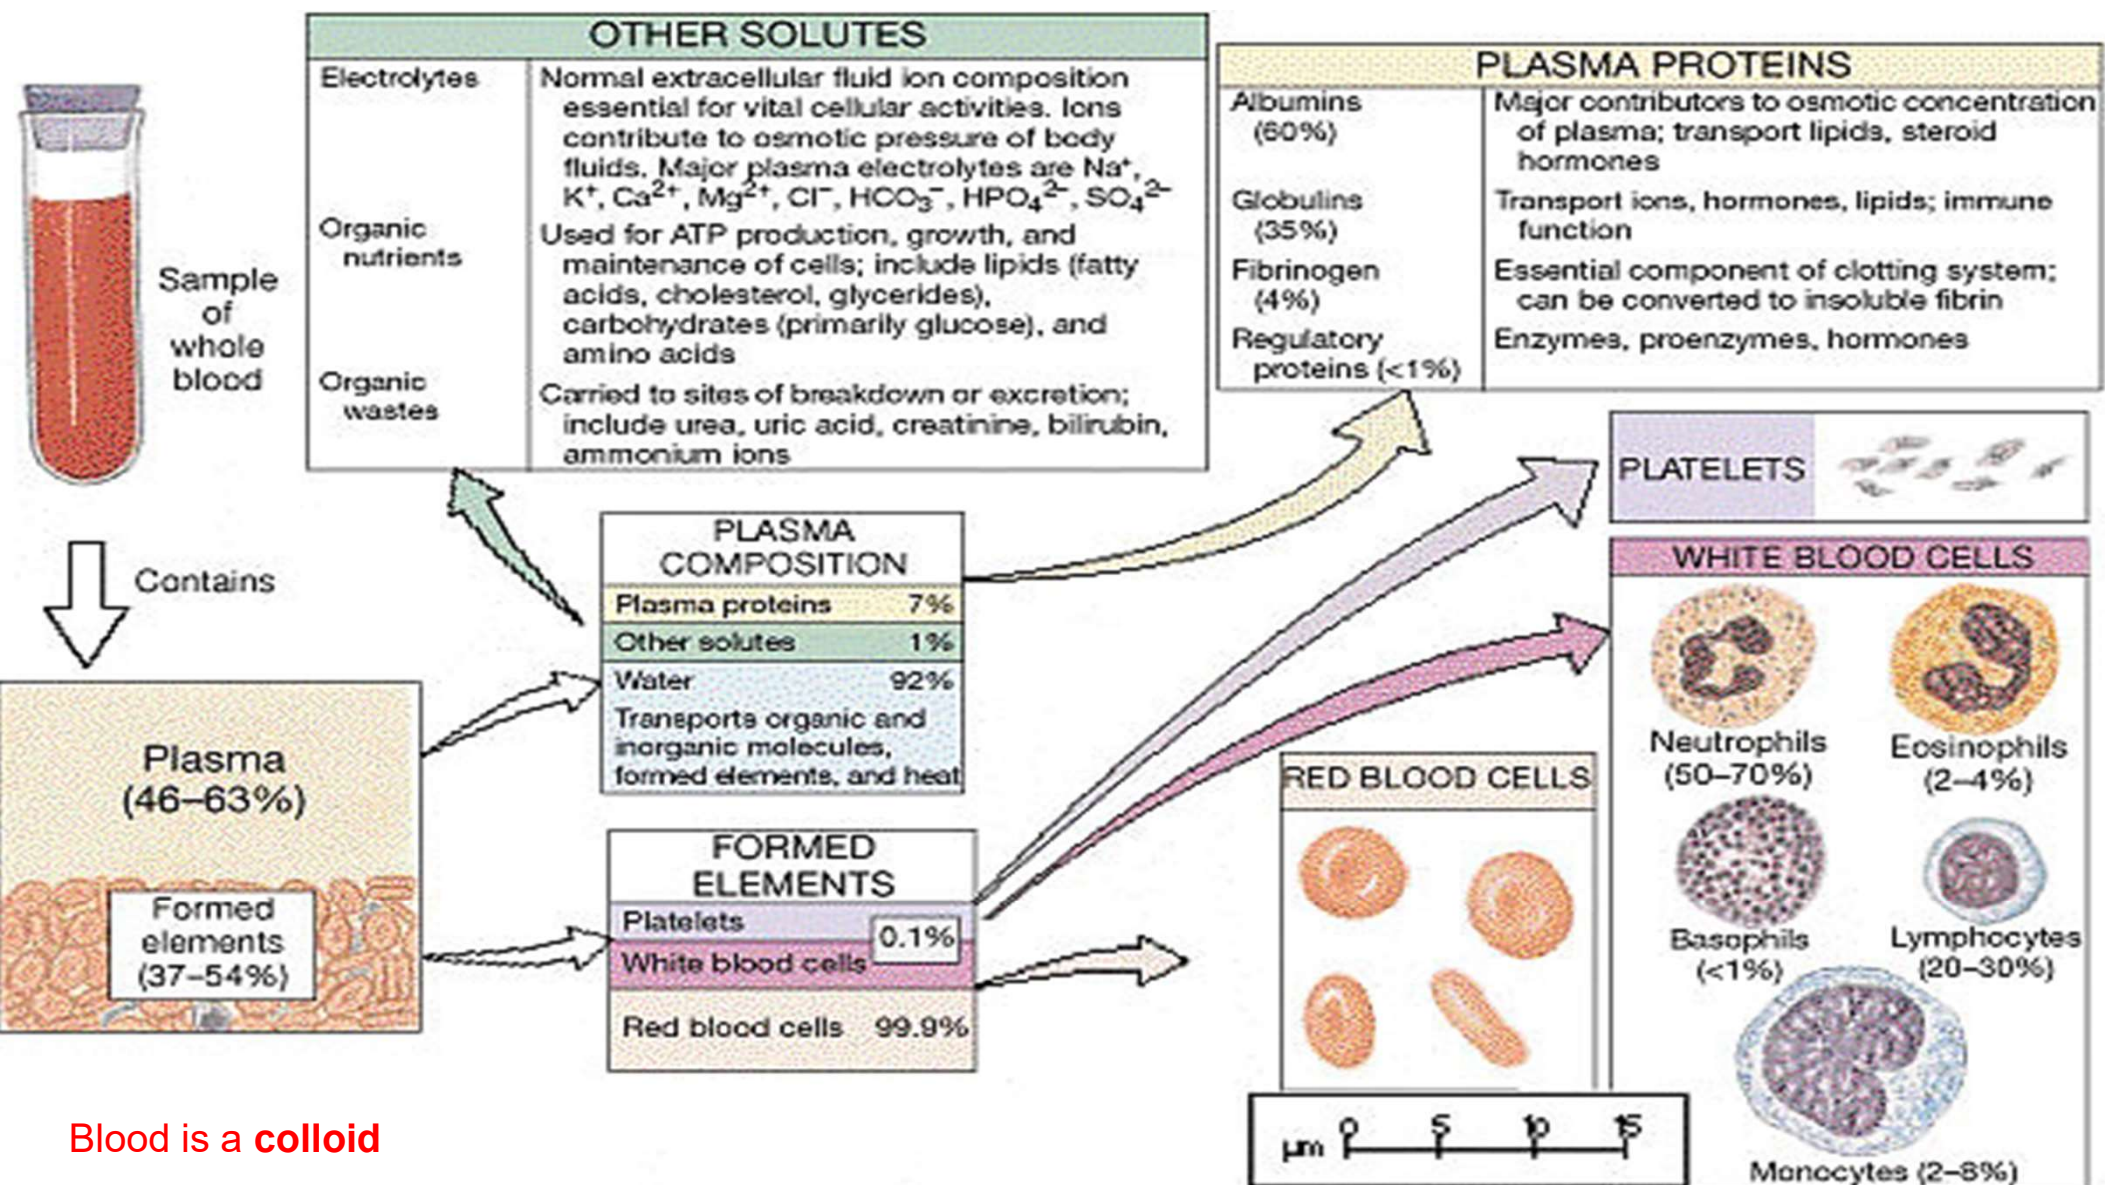 OTHER SOLUTES
Electrolytes
Normal extracellular fluid ion composition
essential for vital cellular activities. Ions
contribute to osmotic pressure of body
fluids. Major plasma electrolytes are Na⁺,
K⁺, Ca²⁺, Mg²⁺, Cl⁻, HCO₃⁻, HPO₄²⁻, SO₄²⁻
Organic
nutrients
Used for ATP production, growth, and
maintenance of cells; include lipids (fatty
acids, cholesterol, glycerides),
carbohydrates (primarily glucose), and
amino acids
Organic
wastes
Carried to sites of breakdown or excretion;
include urea, uric acid, creatinine, bilirubin,
ammonium ions
PLASMA PROTEINS
Albumins
(60%)
Major contributors to osmotic concentration
of plasma; transport lipids, steroid
hormones
Globulins
(35%)
Transport ions, hormones, lipids; immune
function
Fibrinogen
(4%)
Essential component of clotting system;
can be converted to insoluble fibrin
Regulatory
proteins (<1%)
Enzymes, proenzymes, hormones
Sample
of
whole
blood
Contains
Plasma
(46–63%)
Formed
elements
(37–54%)
PLASMA
COMPOSITION
Plasma proteins 7%
Other solutes 1%
Water 92%
Transports organic and
inorganic molecules,
formed elements, and heat
FORMED
ELEMENTS
Platelets
0.1%
White blood cells
Red blood cells 99.9%
PLATELETS
WHITE BLOOD CELLS
Neutrophils
(50–70%)
Eosinophils
(2–4%)
Basophils
(<1%)
Lymphocytes
(20–30%)
Monocytes (2–8%)
RED BLOOD CELLS
µm 0 5 10 15
Blood is a colloid